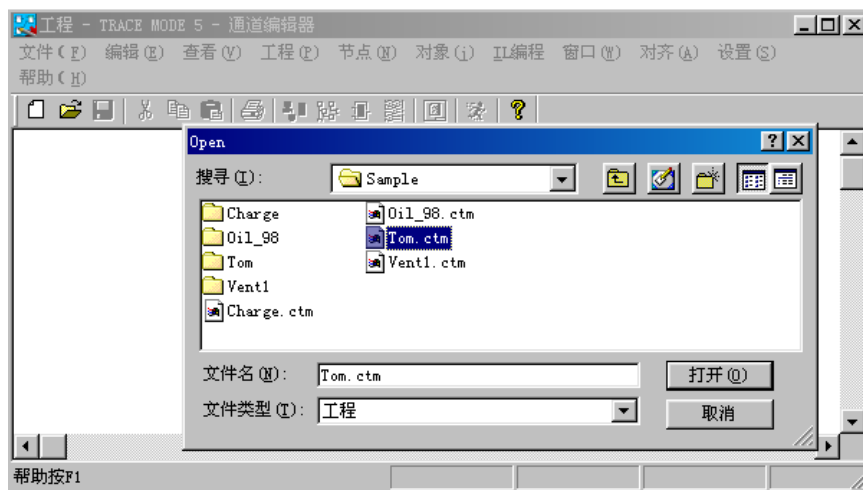 工程 - TRACE MODE 5 - 通道编辑器
文件(F) 编辑(E) 查看(V) 工程(P) 节点(N) 对象(j) IL编程 窗口(W) 对齐(A) 设置(S)
帮助(H)
Open
搜寻(I): Sample
Charge Oil_98.ctm
Oil_98 Tom.ctm
Tom Vent1.ctm
Vent1
Charge.ctm
文件名(N): Tom.ctm 打开(O)
文件类型(T): 工程 取消
帮助按F1